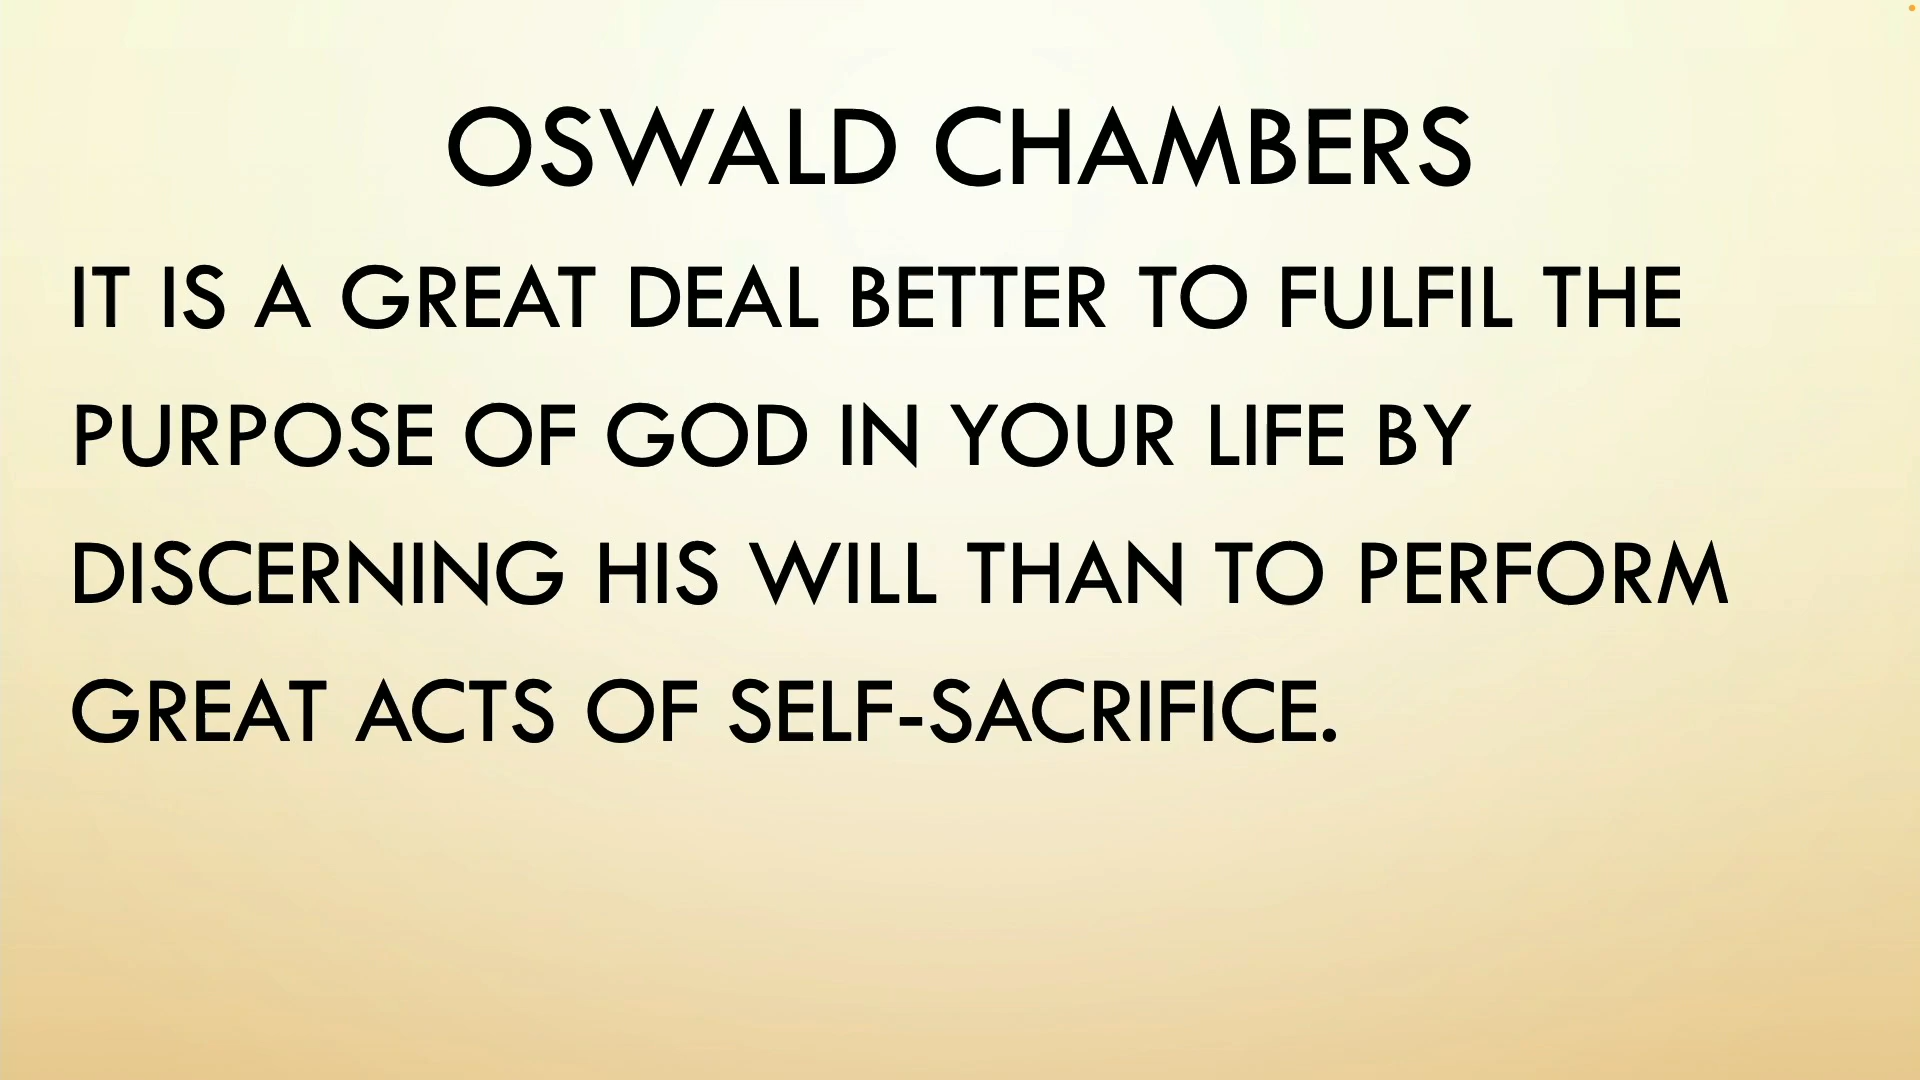 OSWALD CHAMBERS
IT IS A GREAT DEAL BETTER TO FULFIL THE
PURPOSE OF GOD IN YOUR LIFE BY
DISCERNING HIS WILL THAN TO PERFORM
GREAT ACTS OF SELF-SACRIFICE.